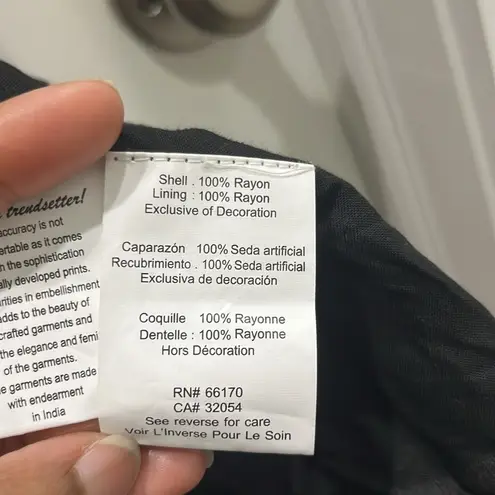 trendsetter!
accuracy is not
ertable as it comes
h the sophistication
ally developed prints.
rities in embellishment
adds to the beauty of
crafted garments and
the elegance and femi
of the garments.
e garments are made
with endearment
in India
Shell . 100% Rayon
Lining : 100% Rayon
Exclusive of Decoration
Caparazón 100% Seda artificial
Recubrimiento . 100% Seda artificial
Exclusiva de decoración
Coquille 100% Rayonne
Dentelle : 100% Rayonne
Hors Décoration
RN# 66170
CA# 32054
See reverse for care
Voir L'Inverse Pour Le Soin